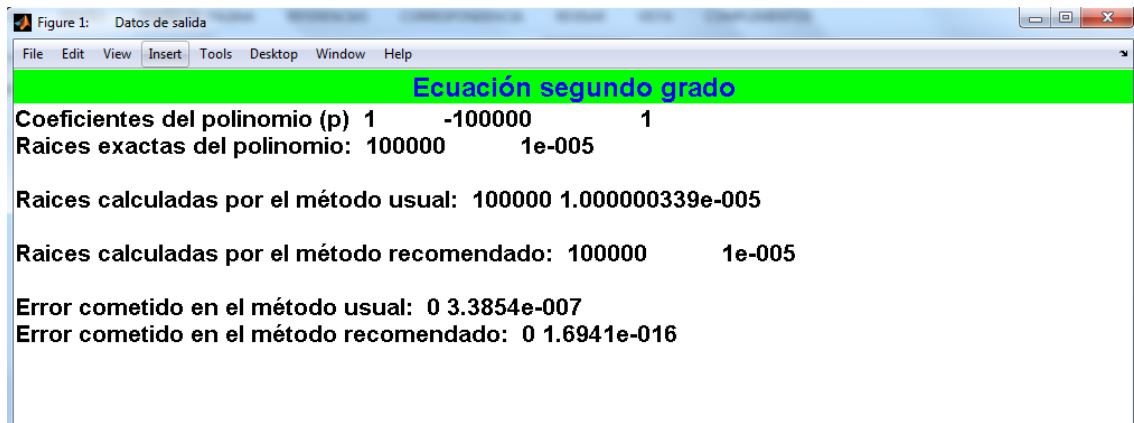 Figure 1: Datos de salida
File Edit View Insert Tools Desktop Window Help
Ecuación segundo grado
Coeficientes del polinomio (p) 1 -100000 1
Raices exactas del polinomio: 100000 1e-005
Raices calculadas por el método usual: 100000 1.000000339e-005
Raices calculadas por el método recomendado: 100000 1e-005
Error cometido en el método usual: 0 3.3854e-007
Error cometido en el método recomendado: 0 1.6941e-016